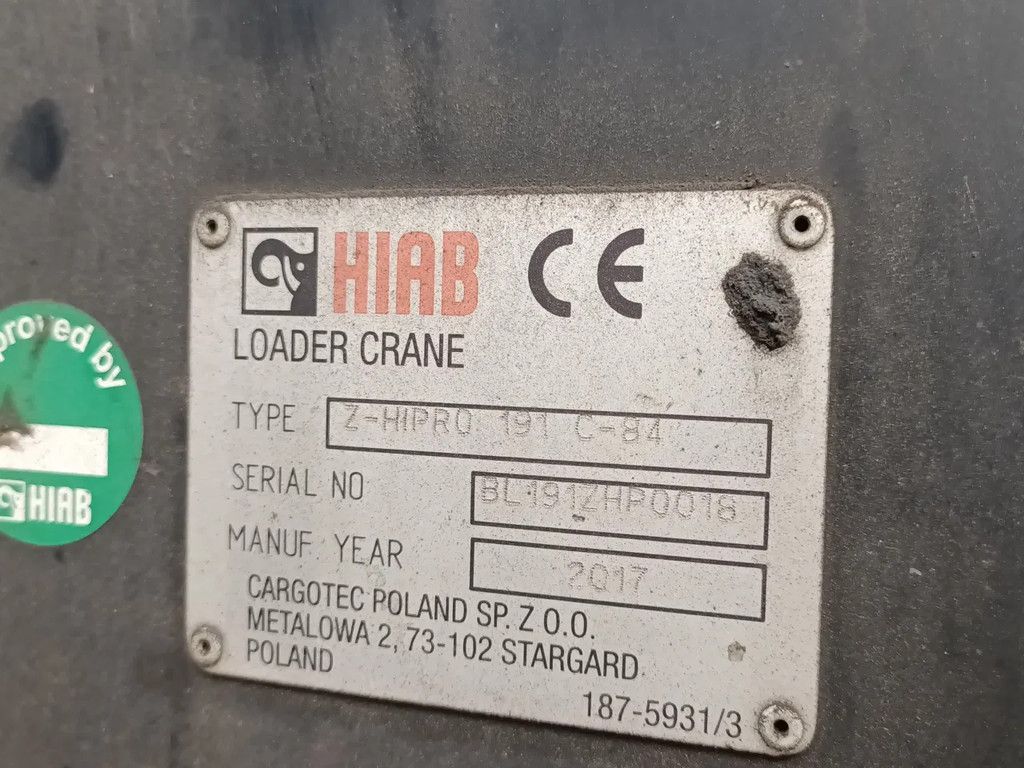 HIAB CE
LOADER CRANE
TYPE Z-HIPRO 191 C-84
SERIAL NO BL191ZHP0018
MANUF YEAR 2017
CARGOTEC POLAND SP. Z O.O.
METALOWA 2, 73-102 STARGARD
POLAND
187-5931/3
by
HIAB